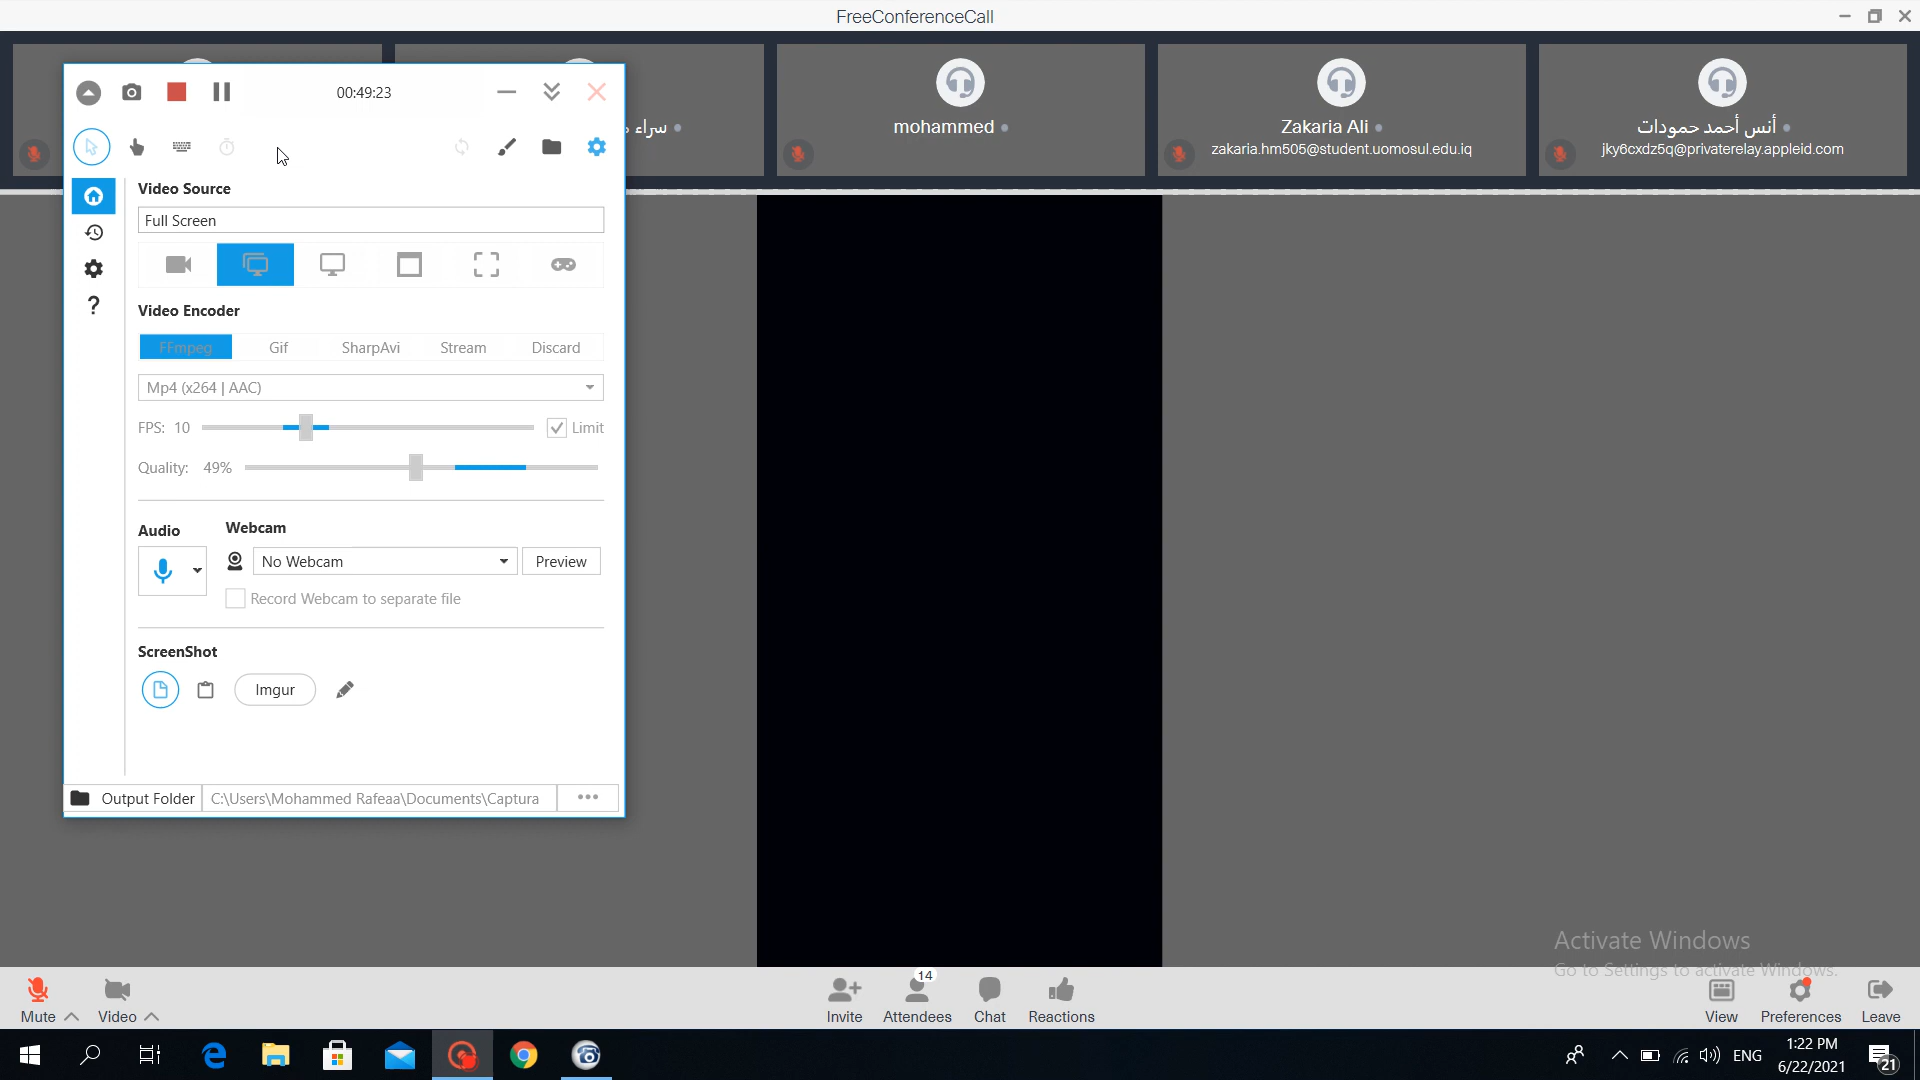 FreeConferenceCall
00:49:23
سراء
mohammed
Zakaria Ali
zakaria.hm505@student.uomosul.edu.iq
أنس أحمد حمودات
jky6cxdz5q@privaterelay.appleid.com
Video Source
Full Screen
Video Encoder
FFmpeg Gif SharpAvi Stream Discard
Mp4 (x264 | AAC)
FPS: 10 Limit
Quality: 49%
Audio Webcam
No Webcam Preview
Record Webcam to separate file
ScreenShot
Imgur
Output Folder C:\Users\Mohammed Rafeaa\Documents\Captura ...
Activate Windows
Go to Settings to activate Windows.
14
Mute Video Invite Attendees Chat Reactions View Preferences Leave
ENG
1:22 PM
6/22/2021
21